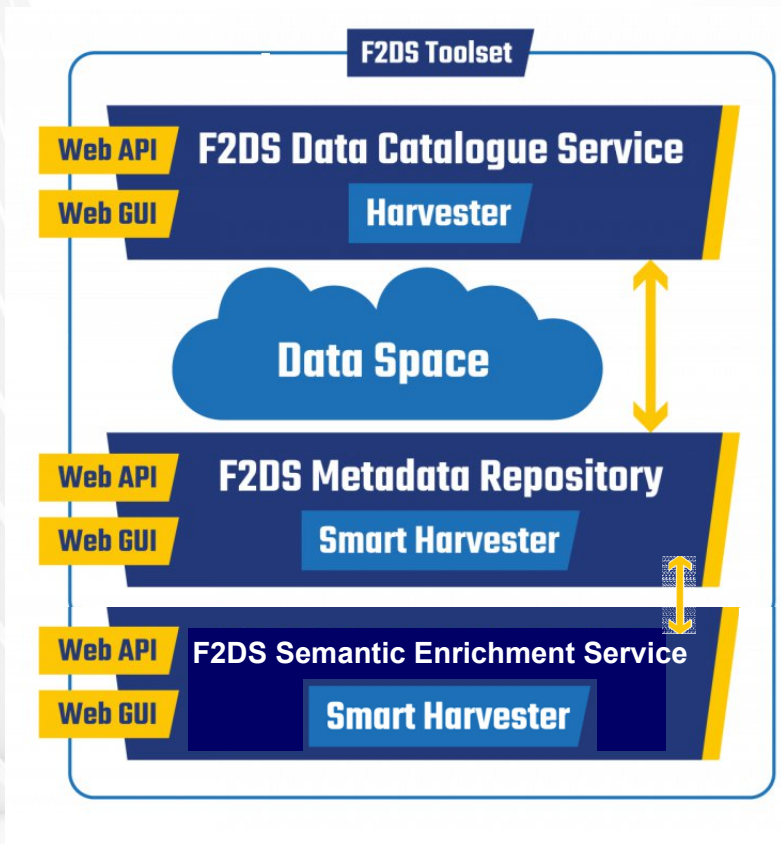 F2DS Toolset
Web API
F2DS Data Catalogue Service
Web GUI
Harvester
Data Space
Web API
F2DS Metadata Repository
Web GUI
Smart Harvester
Web API
F2DS Semantic Enrichment Service
Web GUI
Smart Harvester